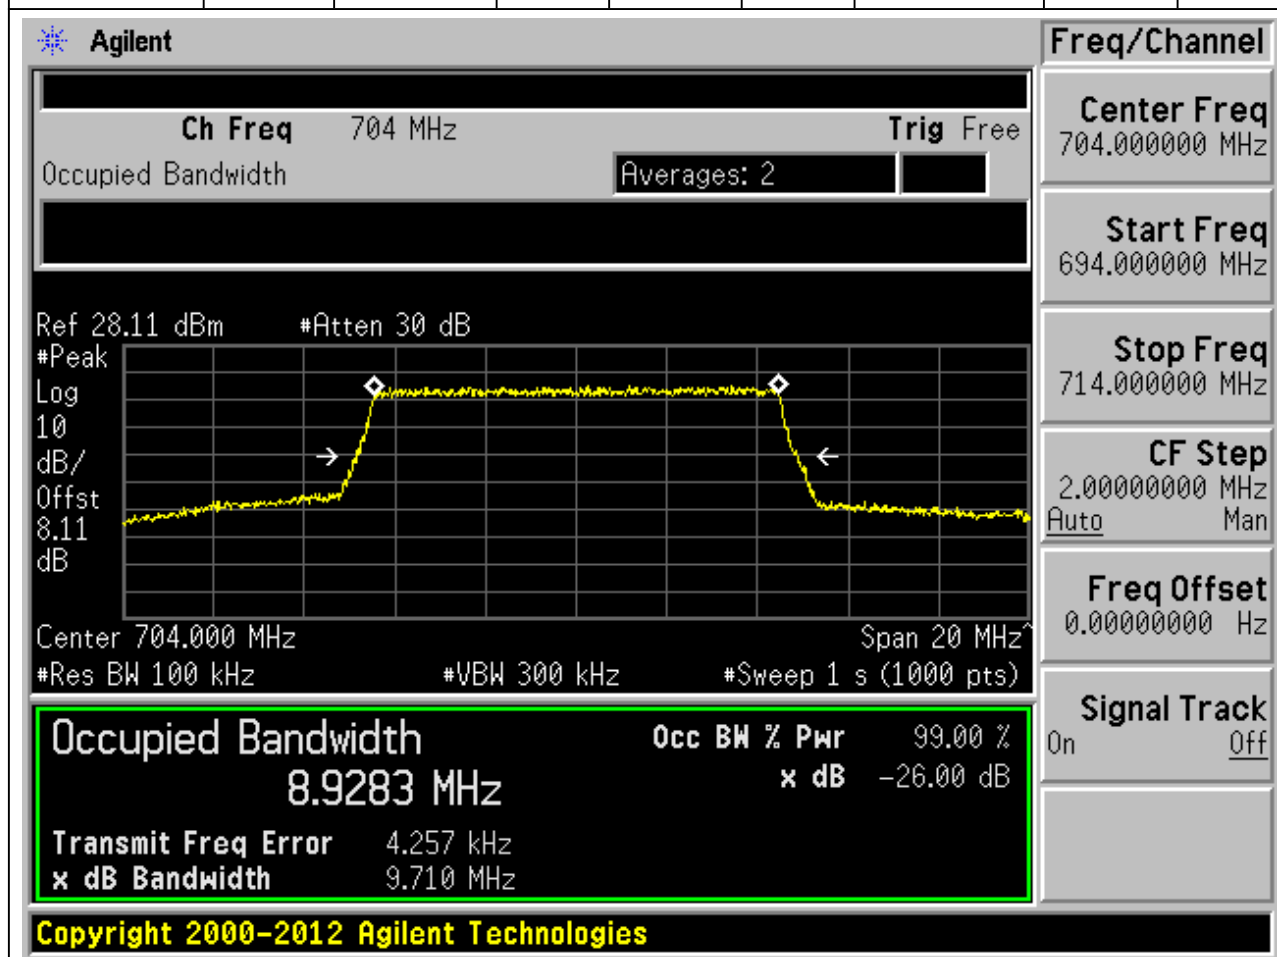 Agilent
Freq/Channel
Ch Freq 704 MHz Trig Free
Occupied Bandwidth Averages: 2
Center Freq
704.000000 MHz
Start Freq
694.000000 MHz
Stop Freq
714.000000 MHz
CF Step
2.00000000 MHz
Auto Man
Freq Offset
0.00000000 Hz
Signal Track
On Off
Ref 28.11 dBm #Atten 30 dB
#Peak
Log
10
dB/
Offst
8.11
dB
Center 704.000 MHz Span 20 MHz^
#Res BW 100 kHz #VBW 300 kHz #Sweep 1 s (1000 pts)
Occupied Bandwidth Occ BW % Pwr 99.00 %
8.9283 MHz x dB -26.00 dB
Transmit Freq Error 4.257 kHz
x dB Bandwidth 9.710 MHz
Copyright 2000-2012 Agilent Technologies